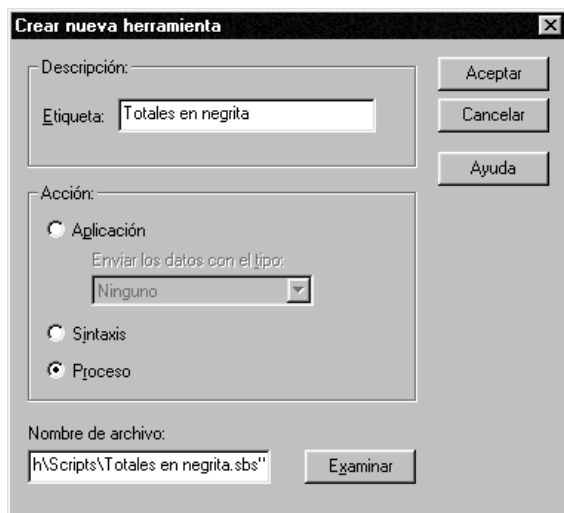 Crear nueva herramienta
Descripción:
Etiqueta: Totales en negrita
Aceptar
Cancelar
Ayuda
Acción:
Aplicación
Enviar los datos con el tipo:
Ninguno
Sintaxis
Proceso
Nombre de archivo:
h\Scripts\Totales en negrita.sbs"
Examinar